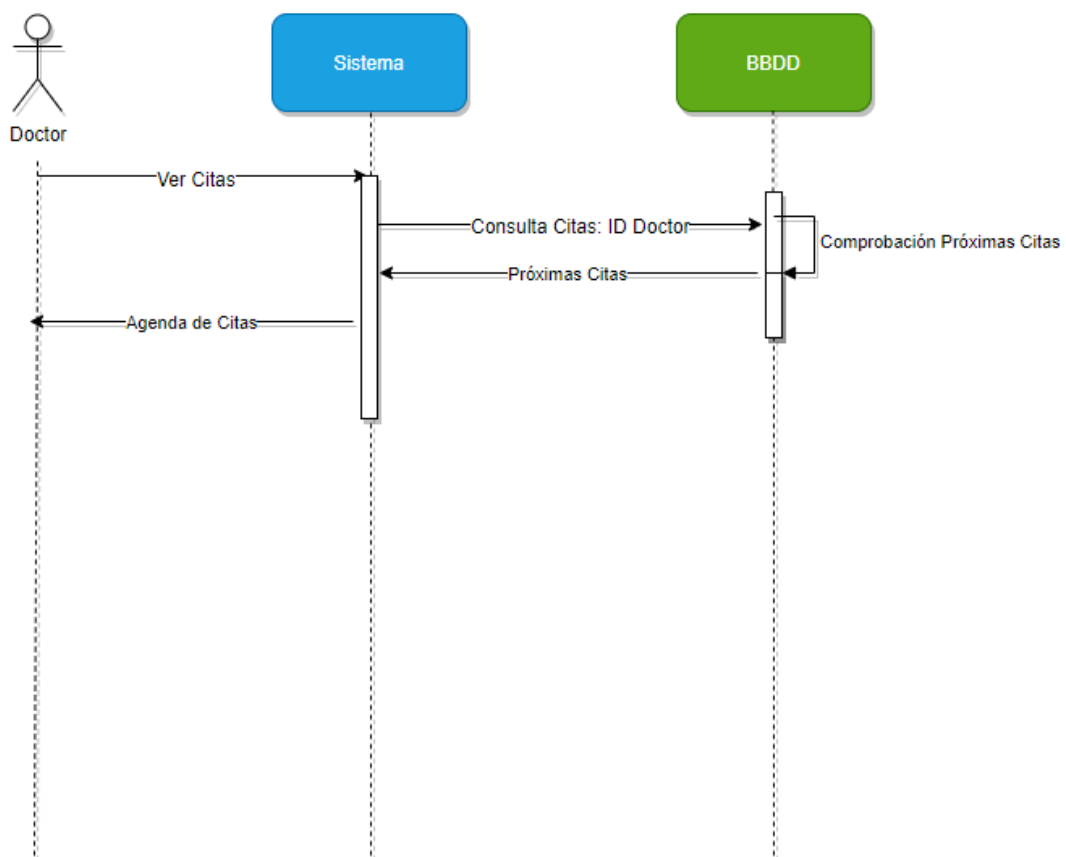 Sistema
BBDD
Doctor
Ver Citas
Consulta Citas: ID Doctor
Comprobación Próximas Citas
Próximas Citas
Agenda de Citas